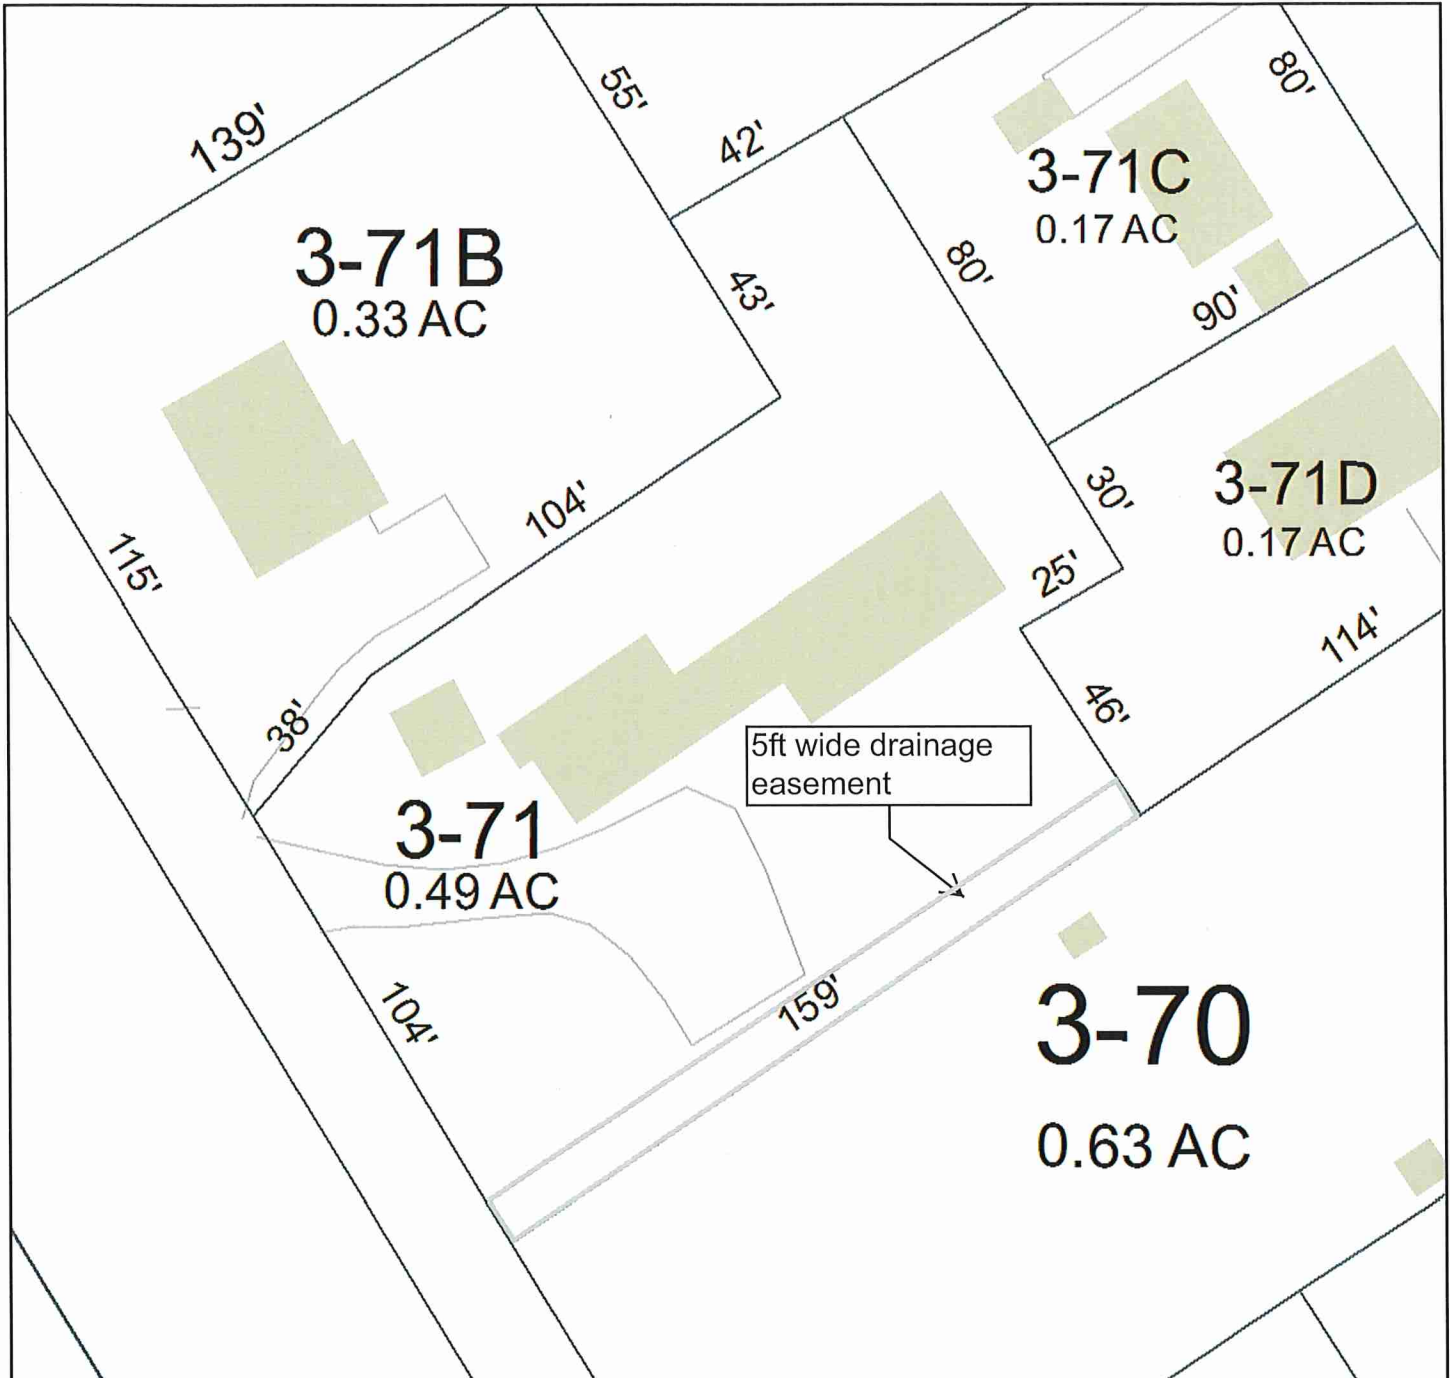 55'
80'
139'
42'
3-71C
0.17 AC
3-71B
0.33 AC
43'
80'
90'
104'
30'
3-71D
0.17 AC
115'
25'
114'
38'
46'
5ft wide drainage
easement
3-71
0.49 AC
104'
159'
3-70
0.63 AC